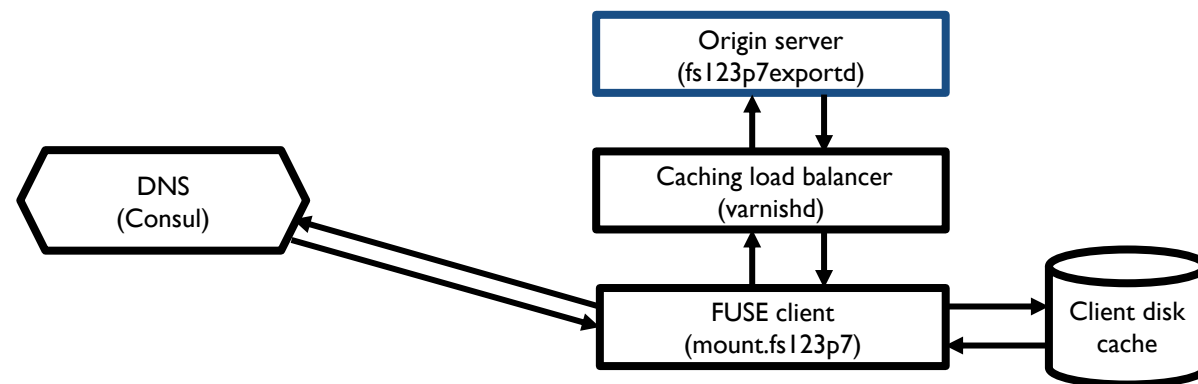 Origin server
(fs123p7exportd)
DNS
(Consul)
Caching load balancer
(varnishd)
FUSE client
(mount.fs123p7)
Client disk
cache